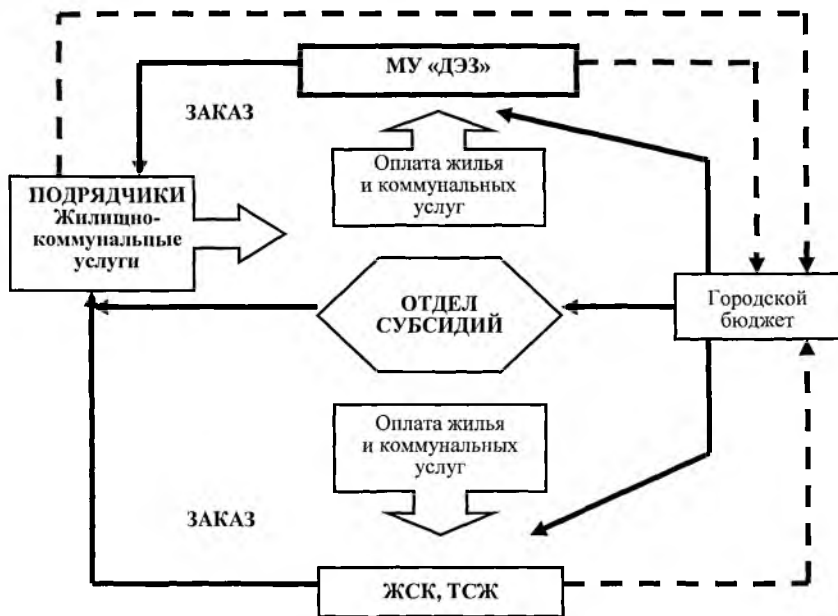 МУ «ДЭЗ»
ЗАКАЗ
Оплата жилья
и коммунальных
услуг
ПОДРЯДЧИКИ
Жилищно-
коммунальные
услуги
ОТДЕЛ
СУБСИДИЙ
Городской
бюджет
Оплата жилья
и коммунальных
услуг
ЗАКАЗ
ЖСК, ТСЖ